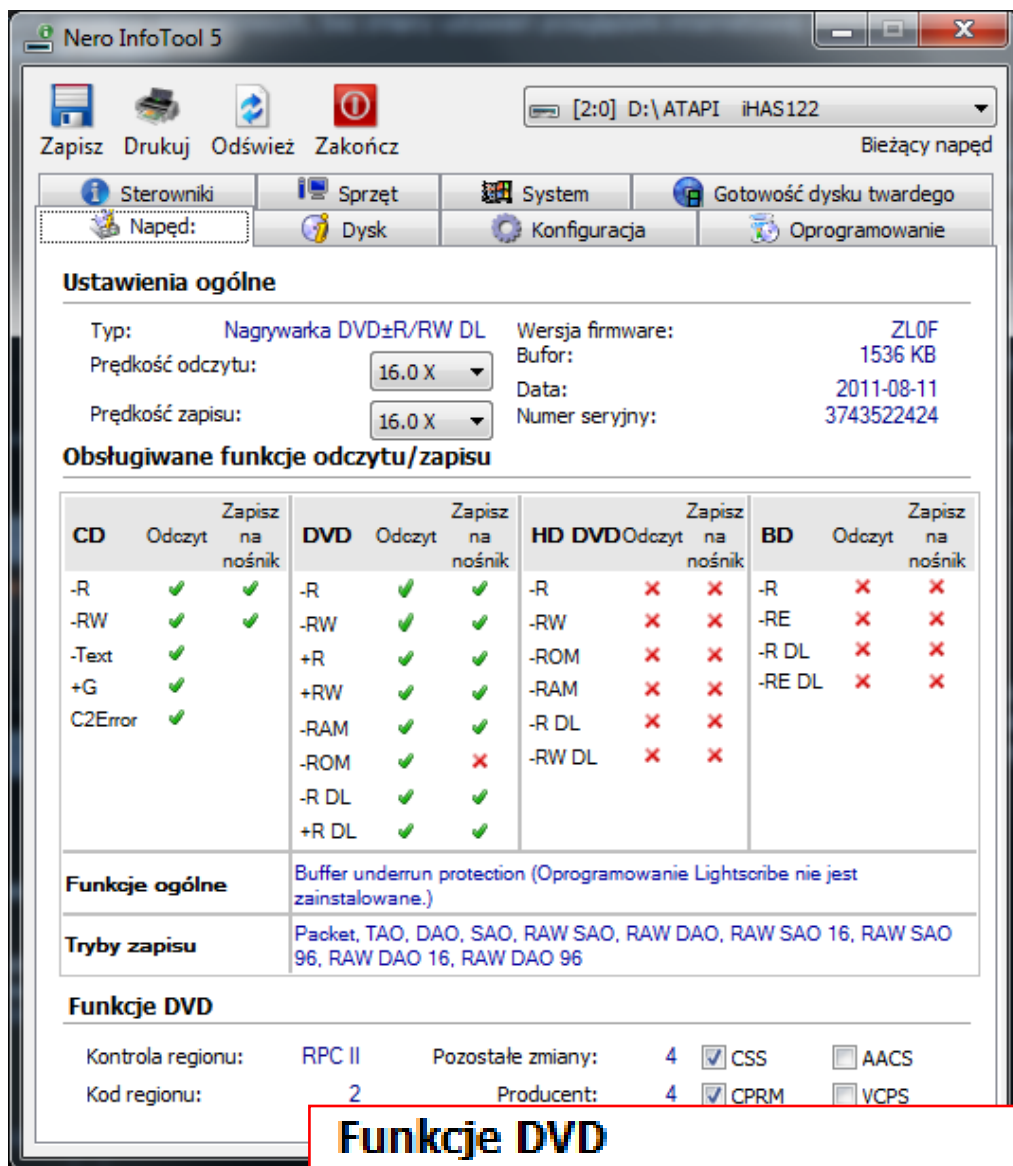 Nero InfoTool 5
Zapisz Drukuj Odśwież Zakończ
[2:0] D:\ATAPI iHAS122
Bieżący napęd
Sterowniki Sprzęt System Gotowość dysku twardego
Napęd: Dysk Konfiguracja Oprogramowanie
Ustawienia ogólne
Typ: Nagrywarka DVD±R/RW DL Wersja firmware: ZL0F
Prędkość odczytu: 16.0 X Bufor: 1536 KB
Data: 2011-08-11
Prędkość zapisu: 16.0 X Numer seryjny: 3743522424
Obsługiwane funkcje odczytu/zapisu
CD Odczyt Zapisz na nośnik DVD Odczyt Zapisz na nośnik HD DVD Odczyt Zapisz na nośnik BD Odczyt Zapisz na nośnik
-R -R -R -R
-RW -RW -RW -RE
-Text +R -ROM -R DL
+G +RW -RAM -RE DL
C2Error -RAM -R DL
-ROM -RW DL
-R DL
+R DL
Funkcje ogólne Buffer underrun protection (Oprogramowanie Lightscribe nie jest
zainstalowane.)
Tryby zapisu Packet, TAO, DAO, SAO, RAW SAO, RAW DAO, RAW SAO 16, RAW SAO
96, RAW DAO 16, RAW DAO 96
Funkcje DVD
Kontrola regionu: RPC II Pozostałe zmiany: 4 CSS AACS
Kod regionu: 2 Producent: 4 CPRM VCPS
Funkcje DVD